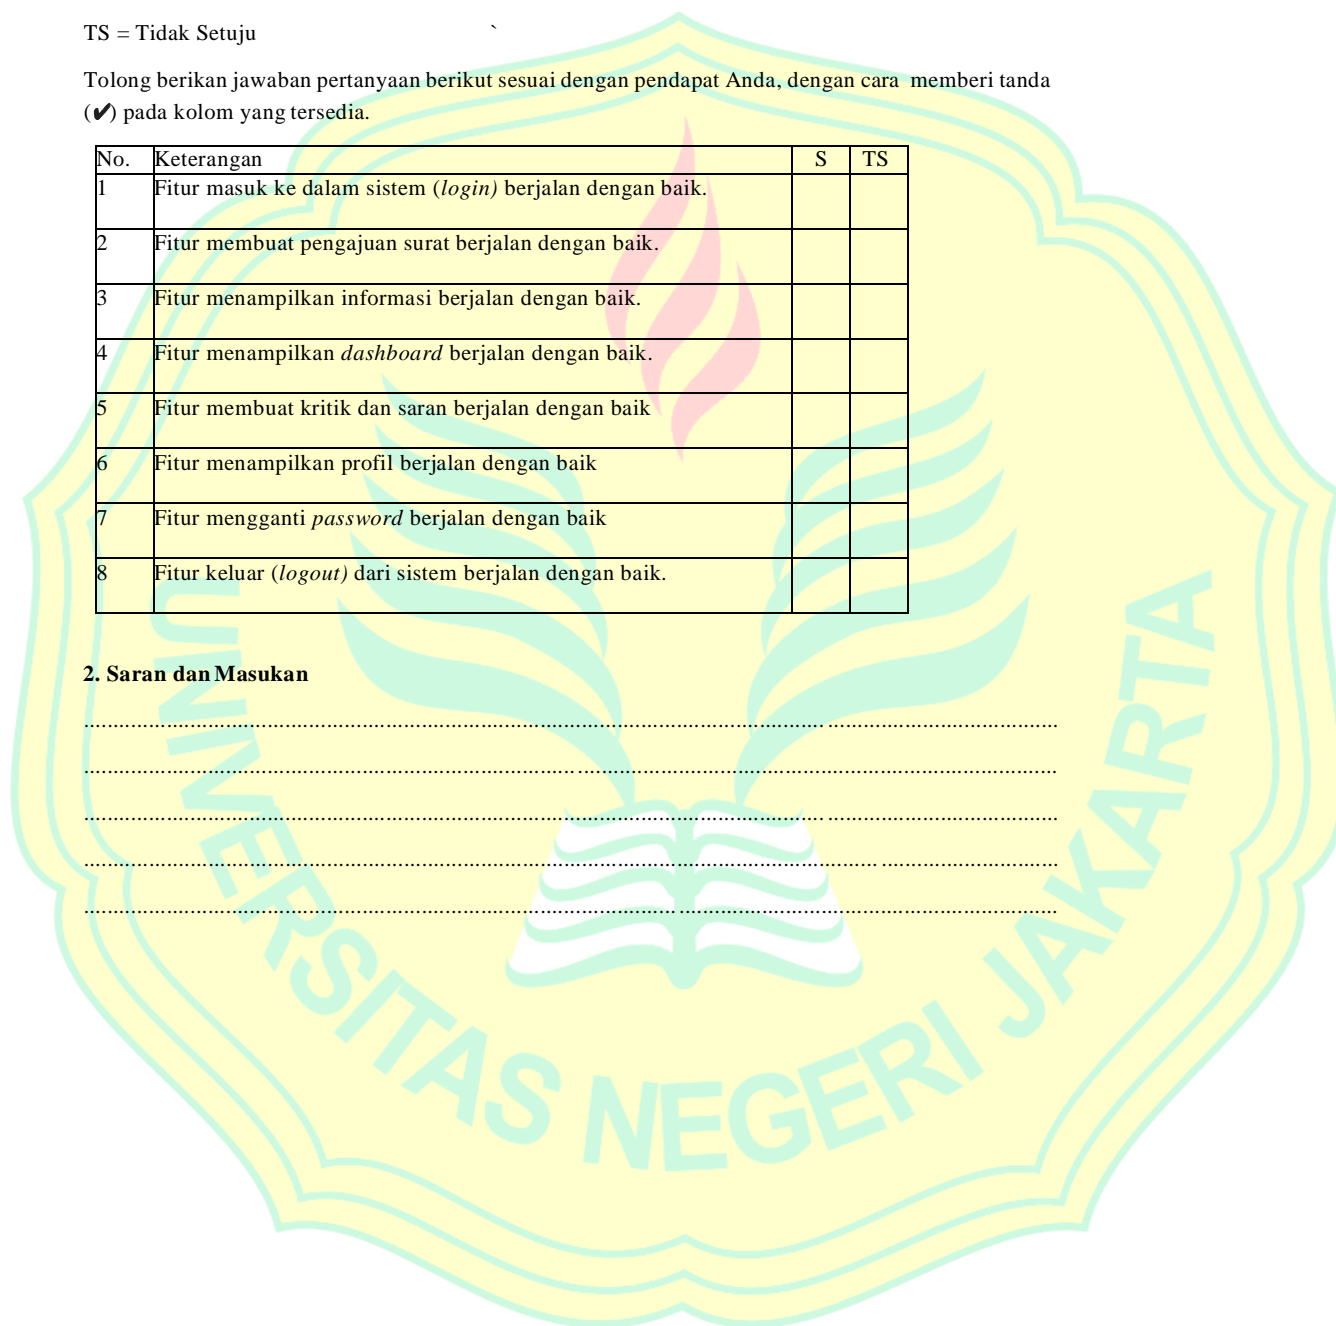 TS = Tidak Setuju `
Tolong berikan jawaban pertanyaan berikut sesuai dengan pendapat Anda, dengan cara memberi tanda
(✔) pada kolom yang tersedia.
No. Keterangan S TS
1 Fitur masuk ke dalam sistem (login) berjalan dengan baik.
2 Fitur membuat pengajuan surat berjalan dengan baik.
3 Fitur menampilkan informasi berjalan dengan baik.
4 Fitur menampilkan dashboard berjalan dengan baik.
5 Fitur membuat kritik dan saran berjalan dengan baik
6 Fitur menampilkan profil berjalan dengan baik
7 Fitur mengganti password berjalan dengan baik
8 Fitur keluar (logout) dari sistem berjalan dengan baik.
2. Saran dan Masukan
UNIVERSITAS NEGERI JAKARTA